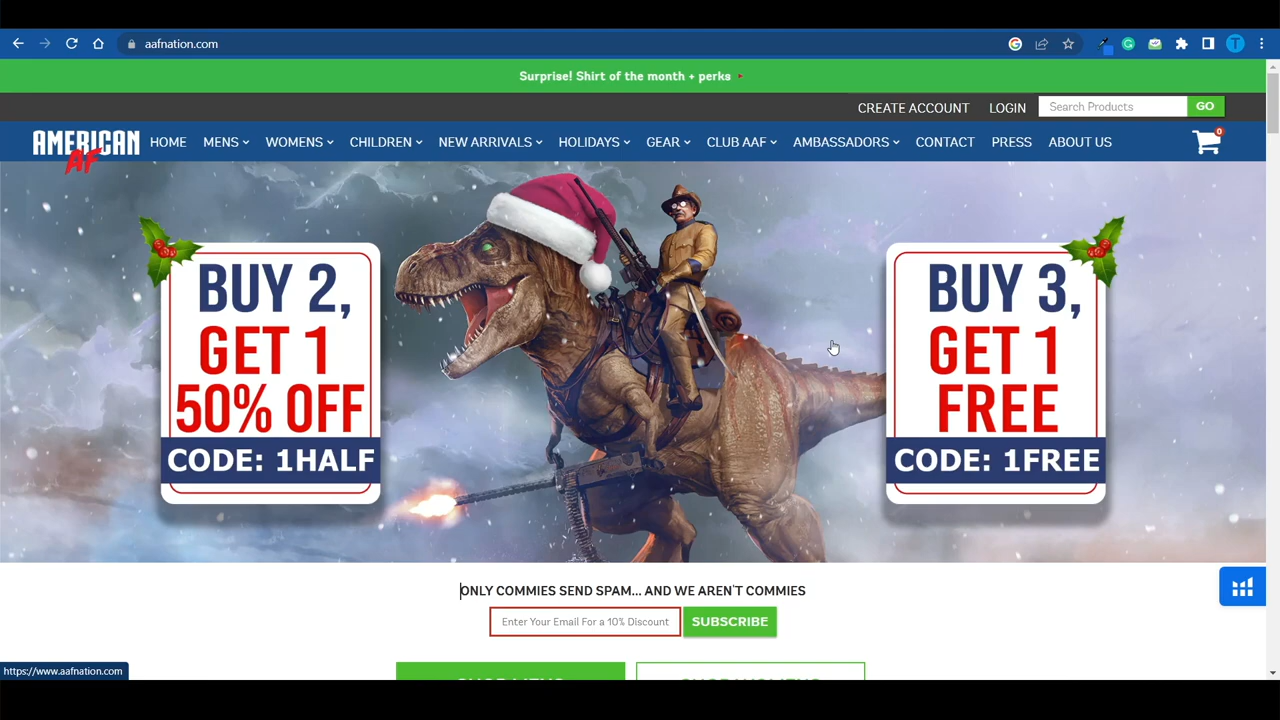 aafnation.com
T
Surprise! Shirt of the month + perks
CREATE ACCOUNT LOGIN Search Products GO
AMERICAN AF
HOME MENS WOMENS CHILDREN NEW ARRIVALS HOLIDAYS GEAR CLUB AAF AMBASSADORS CONTACT PRESS ABOUT US 0
BUY 2,
GET 1
50% OFF
CODE: 1HALF
BUY 3,
GET 1
FREE
CODE: 1FREE
ONLY COMMIES SEND SPAM... AND WE AREN'T COMMIES
Enter Your Email For a 10% Discount SUBSCRIBE
https://www.aafnation.com